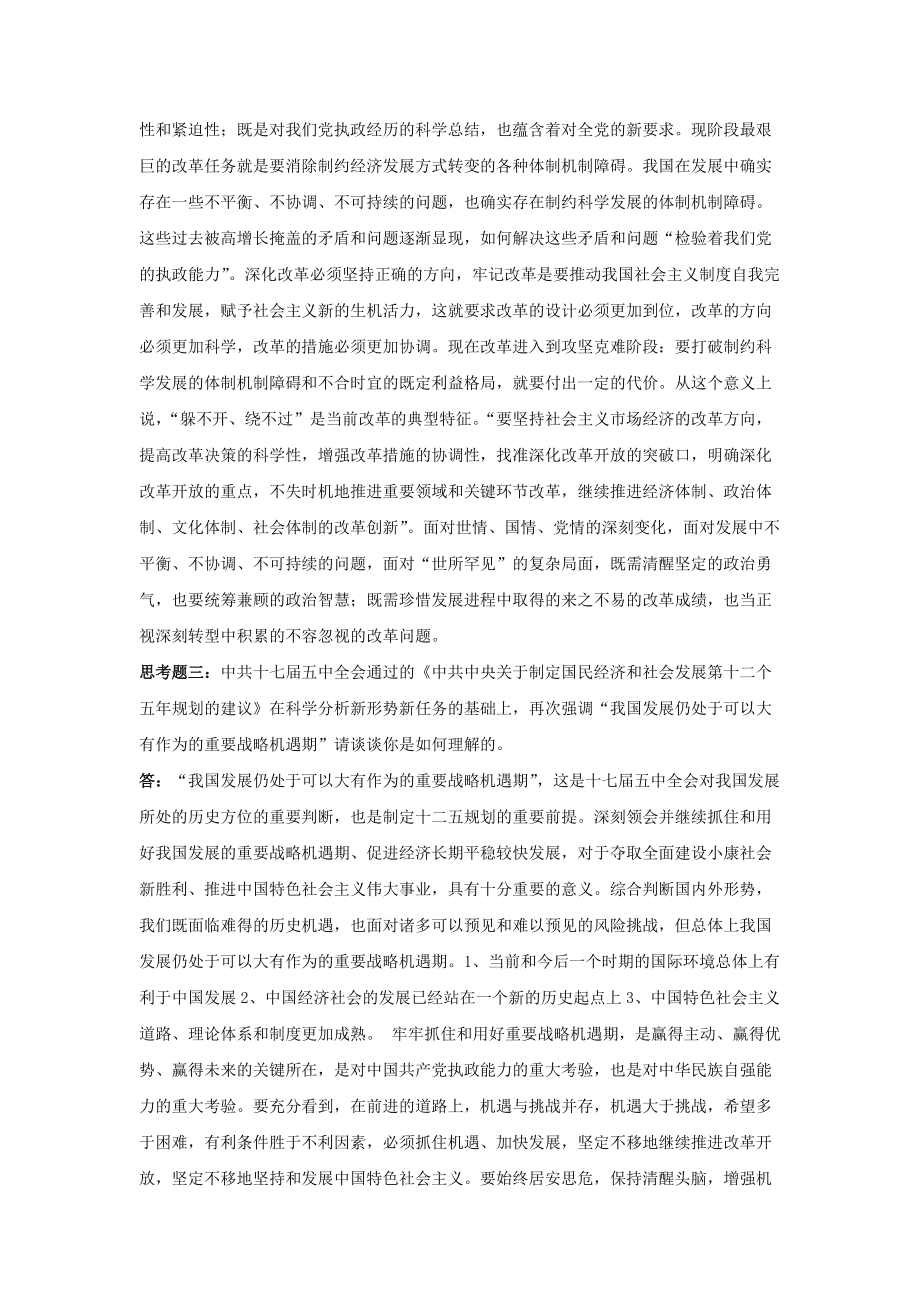 性和紧迫性；既是对我们党执政经历的科学总结，也蕴含着对全党的新要求。现阶段最艰
巨的改革任务就是要消除制约经济发展方式转变的各种体制机制障碍。我国在发展中确实
存在一些不平衡、不协调、不可持续的问题，也确实存在制约科学发展的体制机制障碍。
这些过去被高增长掩盖的矛盾和问题逐渐显现，如何解决这些矛盾和问题“检验着我们党
的执政能力”。深化改革必须坚持正确的方向，牢记改革是要推动我国社会主义制度自我完
善和发展，赋予社会主义新的生机活力，这就要求改革的设计必须更加到位，改革的方向
必须更加科学，改革的措施必须更加协调。现在改革进入到攻坚克难阶段：要打破制约科
学发展的体制机制障碍和不合时宜的既定利益格局，就要付出一定的代价。从这个意义上
说，“躲不开、绕不过”是当前改革的典型特征。“要坚持社会主义市场经济的改革方向，
提高改革决策的科学性，增强改革措施的协调性，找准深化改革开放的突破口，明确深化
改革开放的重点，不失时机地推进重要领域和关键环节改革，继续推进经济体制、政治体
制、文化体制、社会体制的改革创新”。面对世情、国情、党情的深刻变化，面对发展中不
平衡、不协调、不可持续的问题，面对“世所罕见”的复杂局面，既需清醒坚定的政治勇
气，也要统筹兼顾的政治智慧；既需珍惜发展进程中取得的来之不易的改革成绩，也当正
视深刻转型中积累的不容忽视的改革问题。
思考题三：中共十七届五中全会通过的《中共中央关于制定国民经济和社会发展第十二个
五年规划的建议》在科学分析新形势新任务的基础上，再次强调“我国发展仍处于可以大
有作为的重要战略机遇期”请谈谈你是如何理解的。
答：“我国发展仍处于可以大有作为的重要战略机遇期”，这是十七届五中全会对我国发展
所处的历史方位的重要判断，也是制定十二五规划的重要前提。深刻领会并继续抓住和用
好我国发展的重要战略机遇期、促进经济长期平稳较快发展，对于夺取全面建设小康社会
新胜利、推进中国特色社会主义伟大事业，具有十分重要的意义。综合判断国内外形势，
我们既面临难得的历史机遇，也面对诸多可以预见和难以预见的风险挑战，但总体上我国
发展仍处于可以大有作为的重要战略机遇期。1、当前和今后一个时期的国际环境总体上有
利于中国发展 2、中国经济社会的发展已经站在一个新的历史起点上 3、中国特色社会主义
道路、理论体系和制度更加成熟。 牢牢抓住和用好重要战略机遇期，是赢得主动、赢得优
势、赢得未来的关键所在，是对中国共产党执政能力的重大考验，也是对中华民族自强能
力的重大考验。要充分看到，在前进的道路上，机遇与挑战并存，机遇大于挑战，希望多
于困难，有利条件胜于不利因素，必须抓住机遇、加快发展，坚定不移地继续推进改革开
放，坚定不移地坚持和发展中国特色社会主义。要始终居安思危，保持清醒头脑，增强机